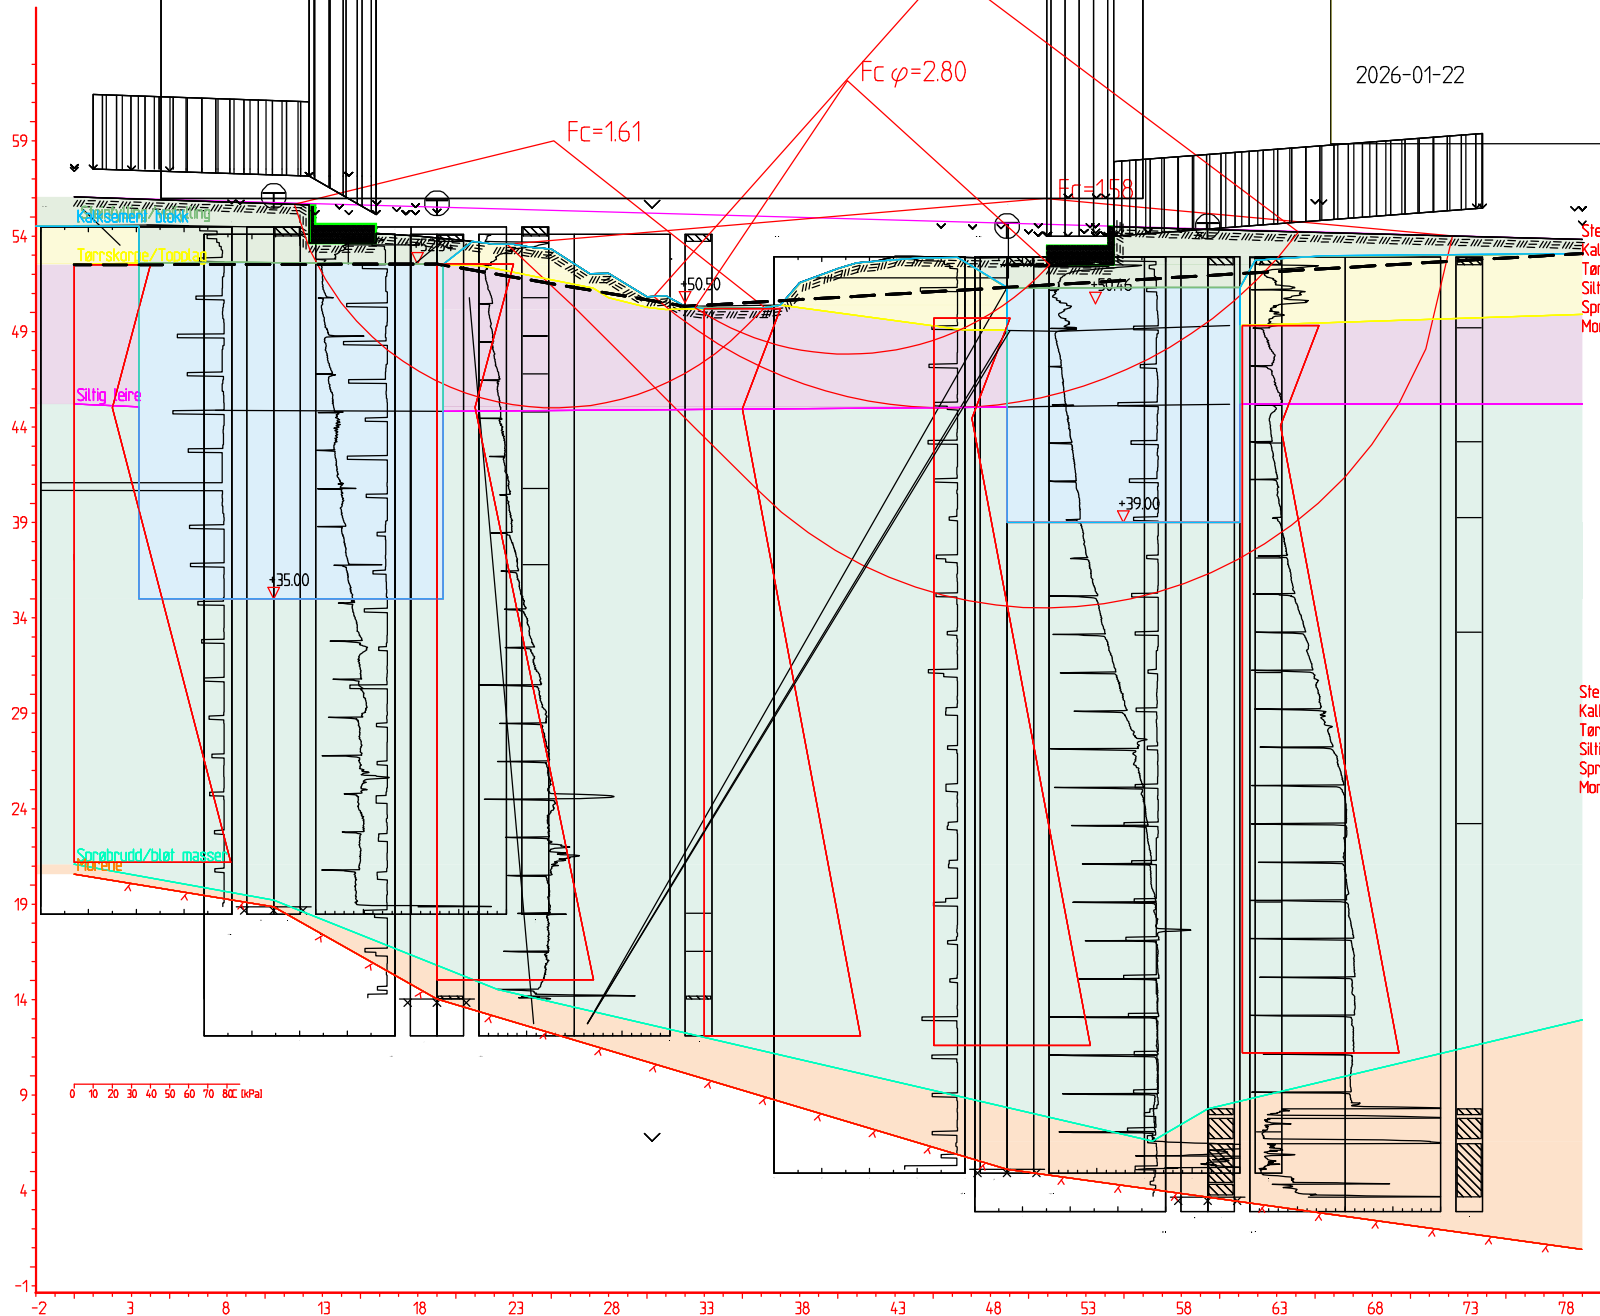 Fcφ=2.80
2026-01-22
Fc=1.61
59
Fc=1.58
Kalksement blokk
54
Tørrskorpe/Topplag
+50.50
+50.46
49
Siltig leire
44
+39.00
39
+35.00
34
29
24
Sprøbrudd/bløt masser
Morene
19
14
0 10 20 30 40 50 60 70 80 C [kPa]
9
4
-1
-2 3 8 13 18 23 28 33 38 43 48 53 58 63 68 73 78